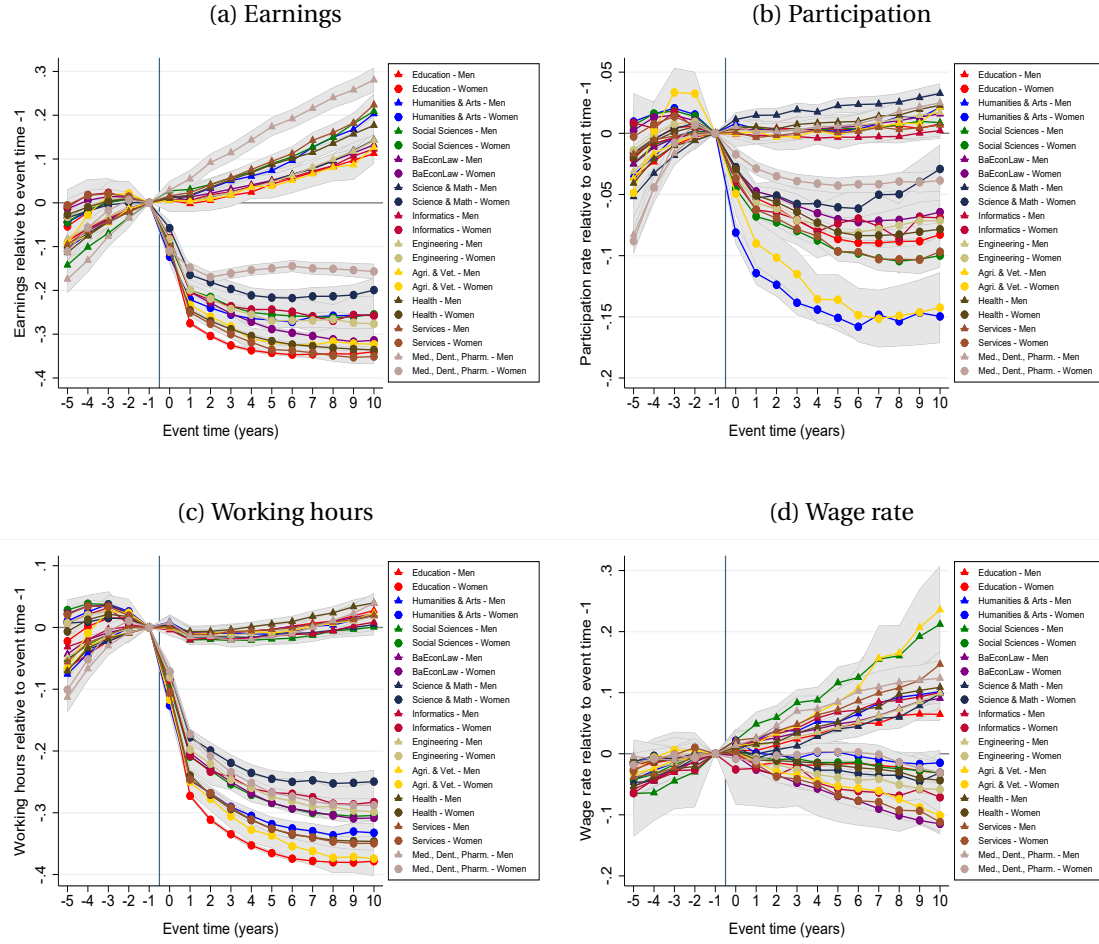 (a) Earnings
Earnings relative to event time -1
.3
.2
.1
0
-.1
-.2
-.3
-.4
-5 -4 -3 -2 -1 0 1 2 3 4 5 6 7 8 9 10
Event time (years)
Education - Men
Education - Women
Humanities & Arts - Men
Humanities & Arts - Women
Social Sciences - Men
Social Sciences - Women
BaEconLaw - Men
BaEconLaw - Women
Science & Math - Men
Science & Math - Women
Informatics - Men
Informatics - Women
Engineering - Men
Engineering - Women
Agri. & Vet. - Men
Agri. & Vet. - Women
Health - Men
Health - Women
Services - Men
Services - Women
Med., Dent., Pharm. - Men
Med., Dent., Pharm. - Women
(b) Participation
Participation rate relative to event time -1
.05
0
-.05
-.1
-.15
-.2
-5 -4 -3 -2 -1 0 1 2 3 4 5 6 7 8 9 10
Event time (years)
Education - Men
Education - Women
Humanities & Arts - Men
Humanities & Arts - Women
Social Sciences - Men
Social Sciences - Women
BaEconLaw - Men
BaEconLaw - Women
Science & Math - Men
Science & Math - Women
Informatics - Men
Informatics - Women
Engineering - Men
Engineering - Women
Agri. & Vet. - Men
Agri. & Vet. - Women
Health - Men
Health - Women
Services - Men
Services - Women
Med., Dent., Pharm. - Men
Med., Dent., Pharm. - Women
(c) Working hours
Working hours relative to event time -1
.1
0
-.1
-.2
-.3
-.4
-5 -4 -3 -2 -1 0 1 2 3 4 5 6 7 8 9 10
Event time (years)
Education - Men
Education - Women
Humanities & Arts - Men
Humanities & Arts - Women
Social Sciences - Men
Social Sciences - Women
BaEconLaw - Men
BaEconLaw - Women
Science & Math - Men
Science & Math - Women
Informatics - Men
Informatics - Women
Engineering - Men
Engineering - Women
Agri. & Vet. - Men
Agri. & Vet. - Women
Health - Men
Health - Women
Services - Men
Services - Women
Med., Dent., Pharm. - Men
Med., Dent., Pharm. - Women
(d) Wage rate
Wage rate relative to event time -1
.3
.2
.1
0
-.1
-.2
-5 -4 -3 -2 -1 0 1 2 3 4 5 6 7 8 9 10
Event time (years)
Education - Men
Education - Women
Humanities & Arts - Men
Humanities & Arts - Women
Social Sciences - Men
Social Sciences - Women
BaEconLaw - Men
BaEconLaw - Women
Science & Math - Men
Science & Math - Women
Informatics - Men
Informatics - Women
Engineering - Men
Engineering - Women
Agri. & Vet. - Men
Agri. & Vet. - Women
Health - Men
Health - Women
Services - Men
Services - Women
Med., Dent., Pharm. - Men
Med., Dent., Pharm. - Women